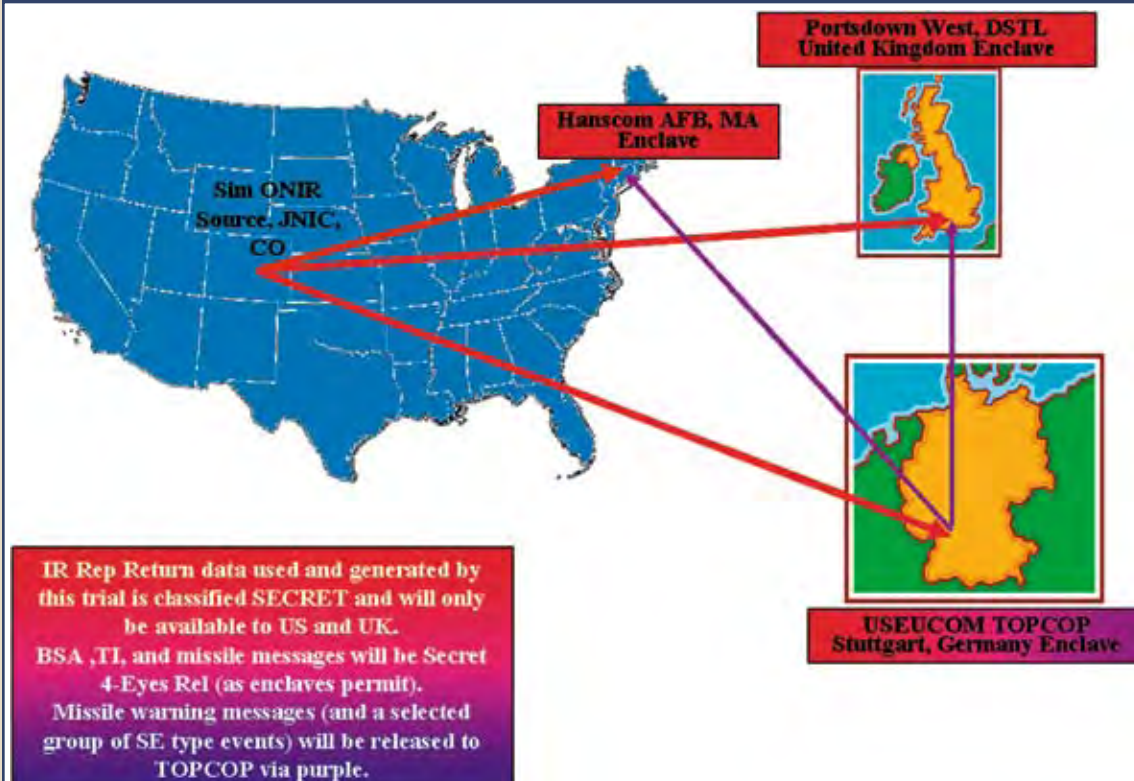 Portsdown West, DSTL
United Kingdom Enclave
Hanscom AFB, MA
Enclave
Sim ONIR
Source, JNIC,
CO
USEUCOM TOPCOP
Stuttgart, Germany Enclave
IR Rep Return data used and generated by
this trial is classified SECRET and will only
be available to US and UK.
BSA ,TI, and missile messages will be Secret
4-Eyes Rel (as enclaves permit).
Missile warning messages (and a selected
group of SE type events) will be released to
TOPCOP via purple.